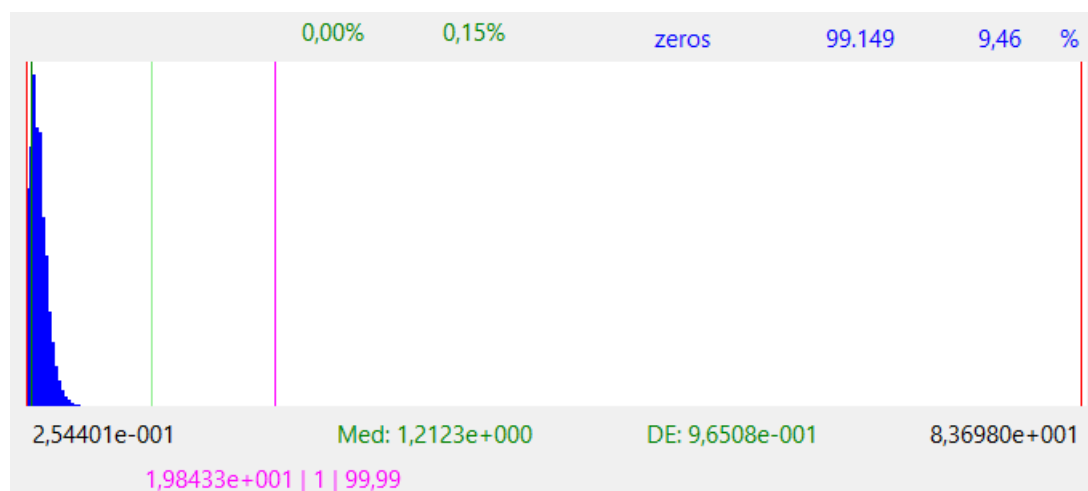 0,00% 0,15% zeros 99.149 9,46 %
2,54401e-001 Med: 1,2123e+000 DE: 9,6508e-001 8,36980e+001
1,98433e+001 | 1 | 99,99